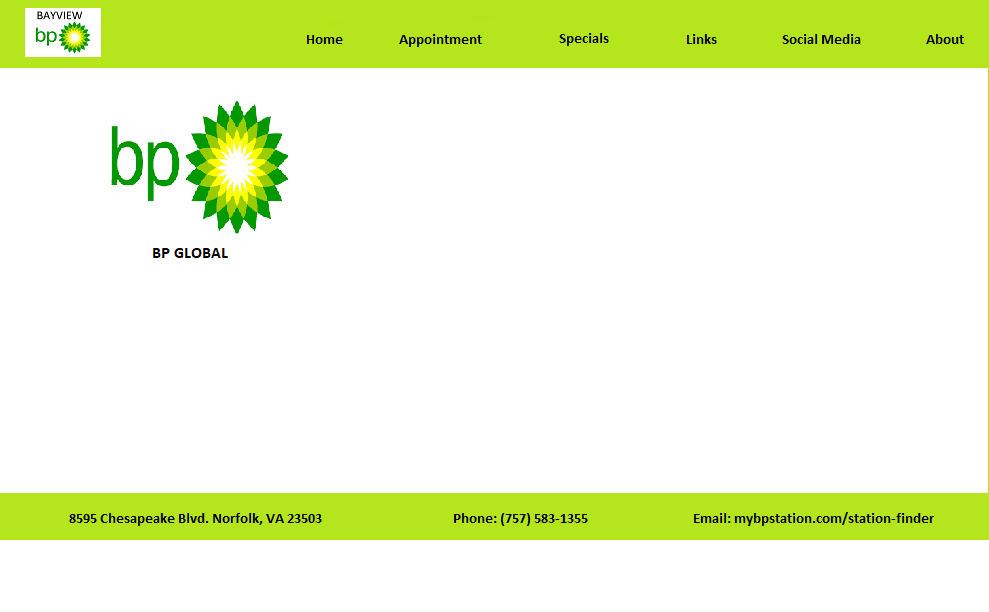 BAYVIEW
bp
Home Appointment Specials Links Social Media About
bp
BP GLOBAL
8595 Chesapeake Blvd. Norfolk, VA 23503 Phone: (757) 583-1355 Email: mybpstation.com/station-finder